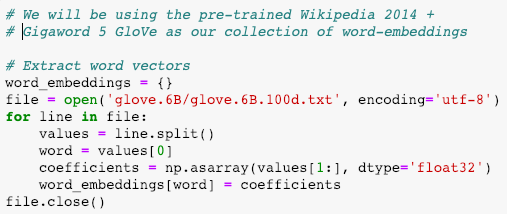 # We will be using the pre-trained Wikipedia 2014 +
# Gigaword 5 GloVe as our collection of word-embeddings

# Extract word vectors
word_embeddings = {}
file = open('glove.6B/glove.6B.100d.txt', encoding='utf-8')
for line in file:
    values = line.split()
    word = values[0]
    coefficients = np.asarray(values[1:], dtype='float32')
    word_embeddings[word] = coefficients
file.close()